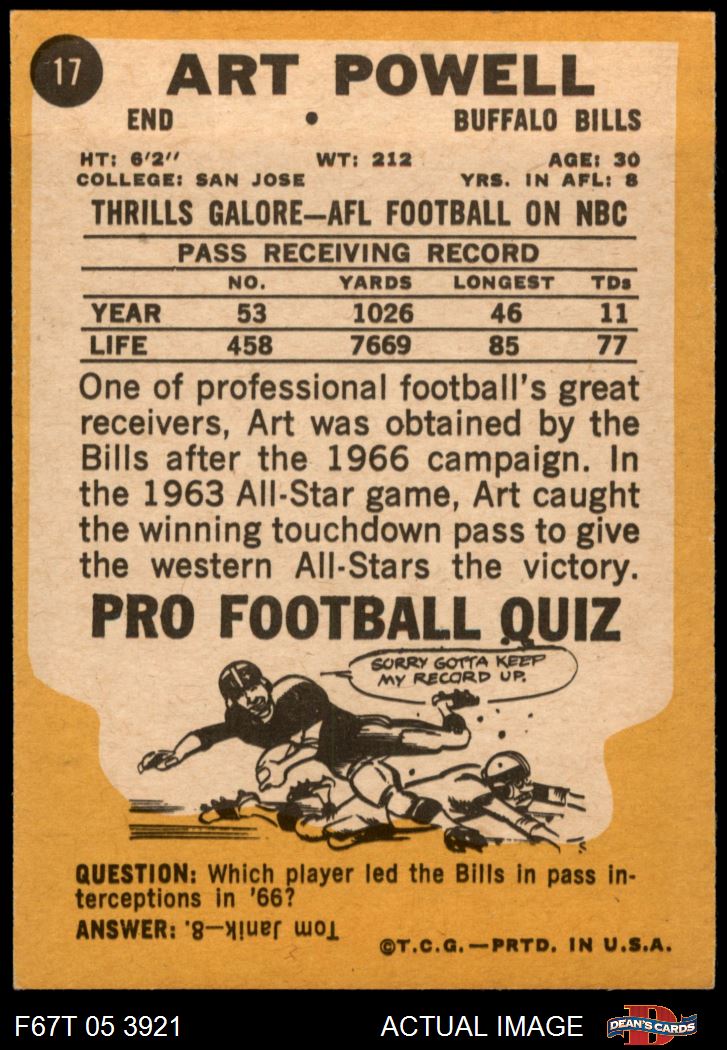 17
ART POWELL
END • BUFFALO BILLS
HT: 6'2" WT: 212 AGE: 30
COLLEGE: SAN JOSE YRS. IN AFL: 8
THRILLS GALORE—AFL FOOTBALL ON NBC
PASS RECEIVING RECORD
NO. YARDS LONGEST TDs
YEAR 53 1026 46 11
LIFE 458 7669 85 77
One of professional football's great
receivers, Art was obtained by the
Bills after the 1966 campaign. In
the 1963 All-Star game, Art caught
the winning touchdown pass to give
the western All-Stars the victory.
PRO FOOTBALL QUIZ
SORRY GOTTA KEEP
MY RECORD UP.
QUESTION: Which player led the Bills in pass in-
terceptions in '66?
ANSWER: Tom Janik—8.
©T.C.G.—PRTD. IN U.S.A.
F67T 05 3921 ACTUAL IMAGE DEAN'S CARDS